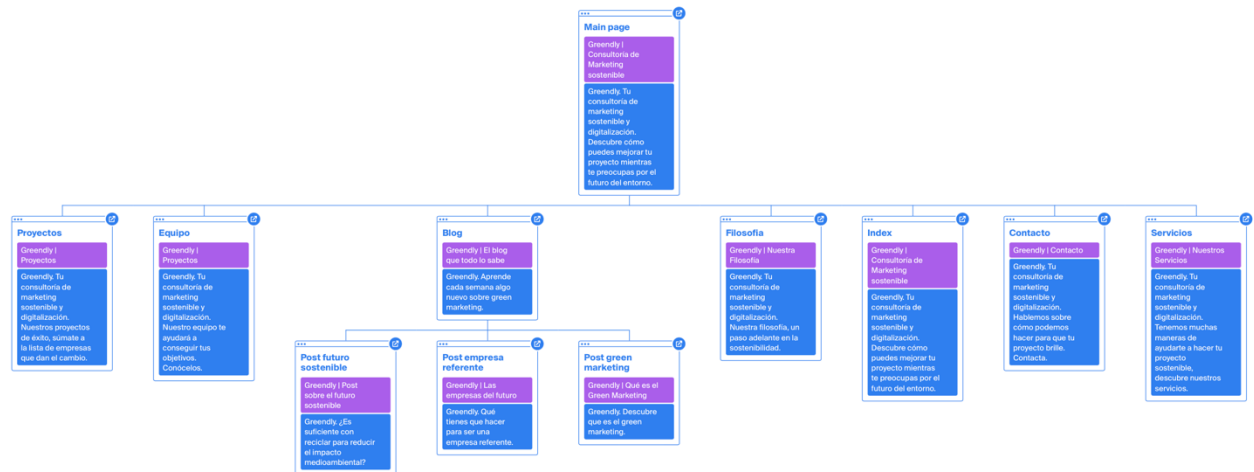 Main page
Greendly |
Consultoría de
Marketing
sostenible
Greendly. Tu
consultoría de
marketing
sostenible y
digitalización.
Descubre cómo
puedes mejorar tu
proyecto mientras
te preocupas por el
futuro del entorno.
Proyectos
Greendly |
Proyectos
Greendly. Tu
consultoría de
marketing
sostenible y
digitalización.
Nuestros proyectos
de éxito, súmate a
la lista de empresas
que dan el cambio.
Equipo
Greendly |
Proyectos
Greendly. Tu
consultoría de
marketing
sostenible y
digitalización.
Nuestro equipo te
ayudará a
conseguir tus
objetivos.
Conócelos.
Blog
Greendly | El blog
que todo lo sabe
Greendly. Aprende
cada semana algo
nuevo sobre green
marketing.
Filosofía
Greendly | Nuestra
Filosofía
Greendly. Tu
consultoría de
marketing
sostenible y
digitalización.
Nuestra filosofía, un
paso adelante en la
sostenibilidad.
Index
Greendly |
Consultoría de
Marketing
sostenible
Greendly. Tu
consultoría de
marketing
sostenible y
digitalización.
Descubre cómo
puedes mejorar tu
proyecto mientras
te preocupas por el
futuro del entorno.
Contacto
Greendly | Contacto
Greendly. Tu
consultoría de
marketing
sostenible y
digitalización.
Hablemos sobre
cómo podemos
hacer para que tu
proyecto brille.
Contacta.
Servicios
Greendly | Nuestros
Servicios
Greendly. Tu
consultoría de
marketing
sostenible y
digitalización.
Tenemos muchas
maneras de
ayudarte a hacer tu
proyecto
sostenible,
descubre nuestros
servicios.
Post futuro
sostenible
Greendly | Post
sobre el futuro
sostenible
Greendly. ¿Es
suficiente con
reciclar para reducir
el impacto
medioambiental?
Post empresa
referente
Greendly | Las
empresas del futuro
Greendly. Qué
tienes que hacer
para ser una
empresa referente.
Post green
marketing
Greendly | Qué es el
Green Marketing
Greendly. Descubre
que es el green
marketing.